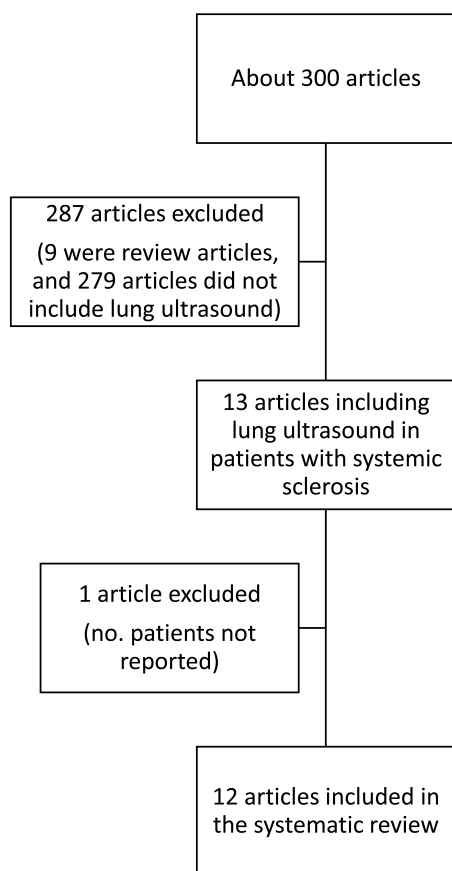 About 300 articles
287 articles excluded
(9 were review articles,
and 279 articles did not
include lung ultrasound)
13 articles including
lung ultrasound in
patients with systemic
sclerosis
1 article excluded
(no. patients not
reported)
12 articles included in
the systematic review